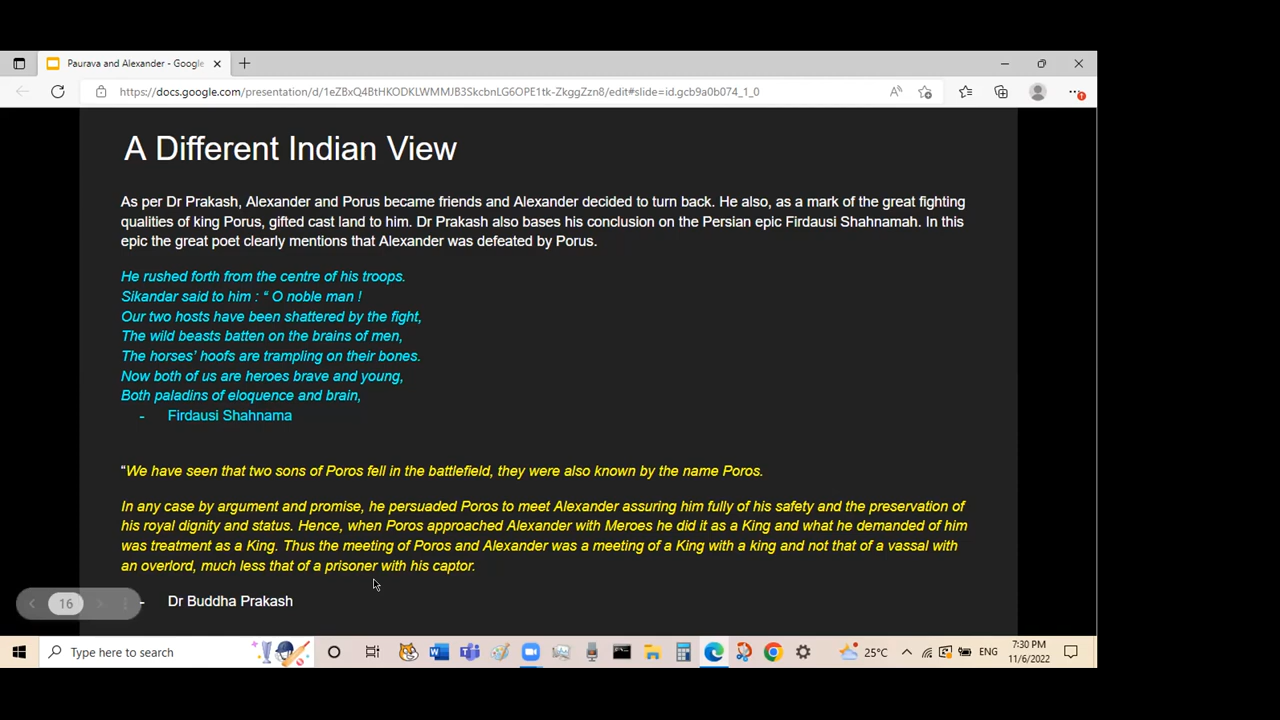 Paurava and Alexander - Google
https://docs.google.com/presentation/d/1eZBxQ4BtHKODKLWMMJB3SkcbnLG6OPE1tk-ZkggZzn8/edit#slide=id.gcb9a0b074_1_0
A Different Indian View
As per Dr Prakash, Alexander and Porus became friends and Alexander decided to turn back. He also, as a mark of the great fighting
qualities of king Porus, gifted cast land to him. Dr Prakash also bases his conclusion on the Persian epic Firdausi Shahnamah. In this
epic the great poet clearly mentions that Alexander was defeated by Porus.
He rushed forth from the centre of his troops.
Sikandar said to him : “ O noble man !
Our two hosts have been shattered by the fight,
The wild beasts batten on the brains of men,
The horses’ hoofs are trampling on their bones.
Now both of us are heroes brave and young,
Both paladins of eloquence and brain,
- Firdausi Shahnama
“We have seen that two sons of Poros fell in the battlefield, they were also known by the name Poros.
In any case by argument and promise, he persuaded Poros to meet Alexander assuring him fully of his safety and the preservation of
his royal dignity and status. Hence, when Poros approached Alexander with Meroes he did it as a King and what he demanded of him
was treatment as a King. Thus the meeting of Poros and Alexander was a meeting of a King with a king and not that of a vassal with
an overlord, much less that of a prisoner with his captor.
- Dr Buddha Prakash
16
Type here to search
25°C
ENG
7:30 PM
11/6/2022